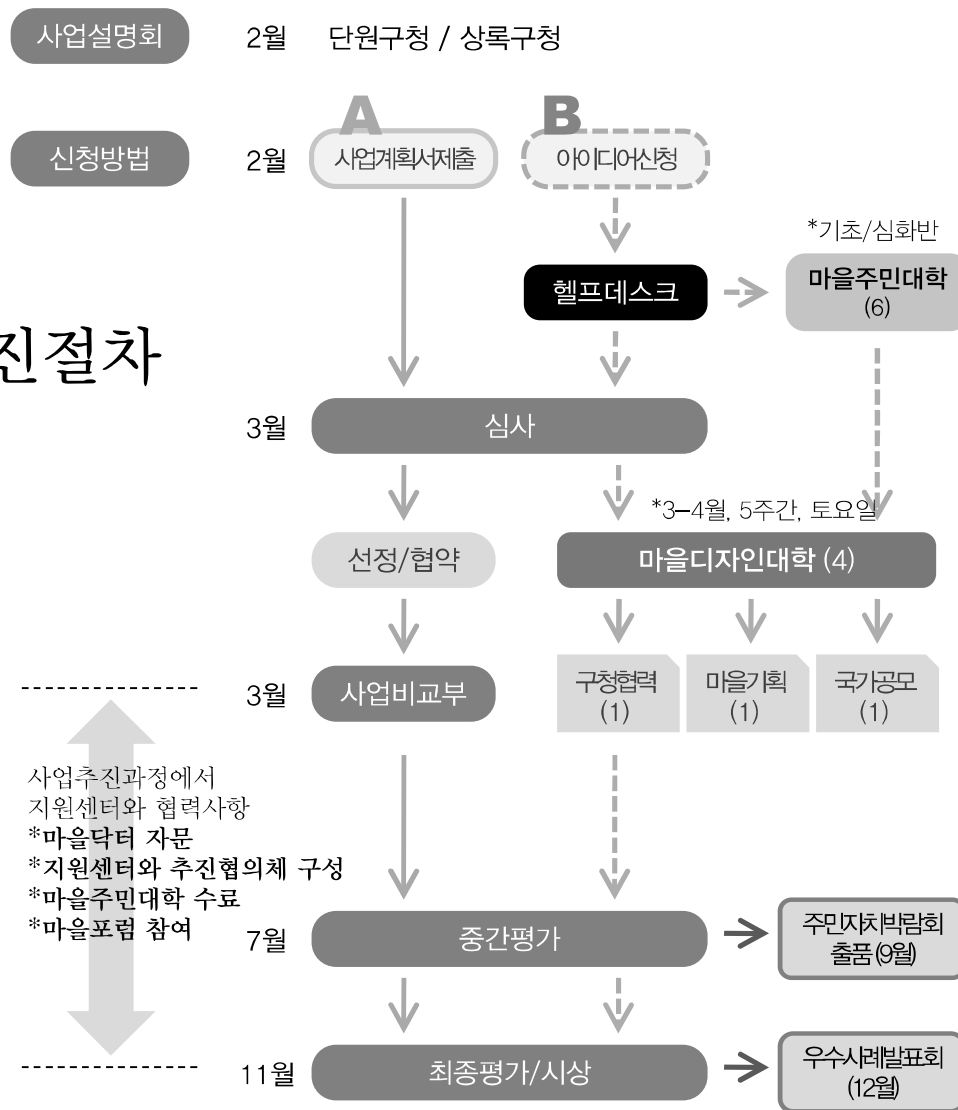 사업설명회 2월 단원구청 / 상록구청
A B
신청방법 2월 사업계획서제출 아이디어신청
*기초/심화반
헬프데스크 마을주민대학
(6)
진절차
3월 심사
*3-4월, 5주간, 토요일
선정/협약 마을디자인대학 (4)
3월 사업비교부
구청협력 마을기획 국가공모
(1) (1) (1)
사업추진과정에서
지원센터와 협력사항
*마을닥터 자문
*지원센터와 추진협의체 구성
*마을주민대학 수료
*마을포럼 참여
7월 중간평가 주민자치박람회
출품(9월)
11월 최종평가/시상 우수사례발표회
(12월)